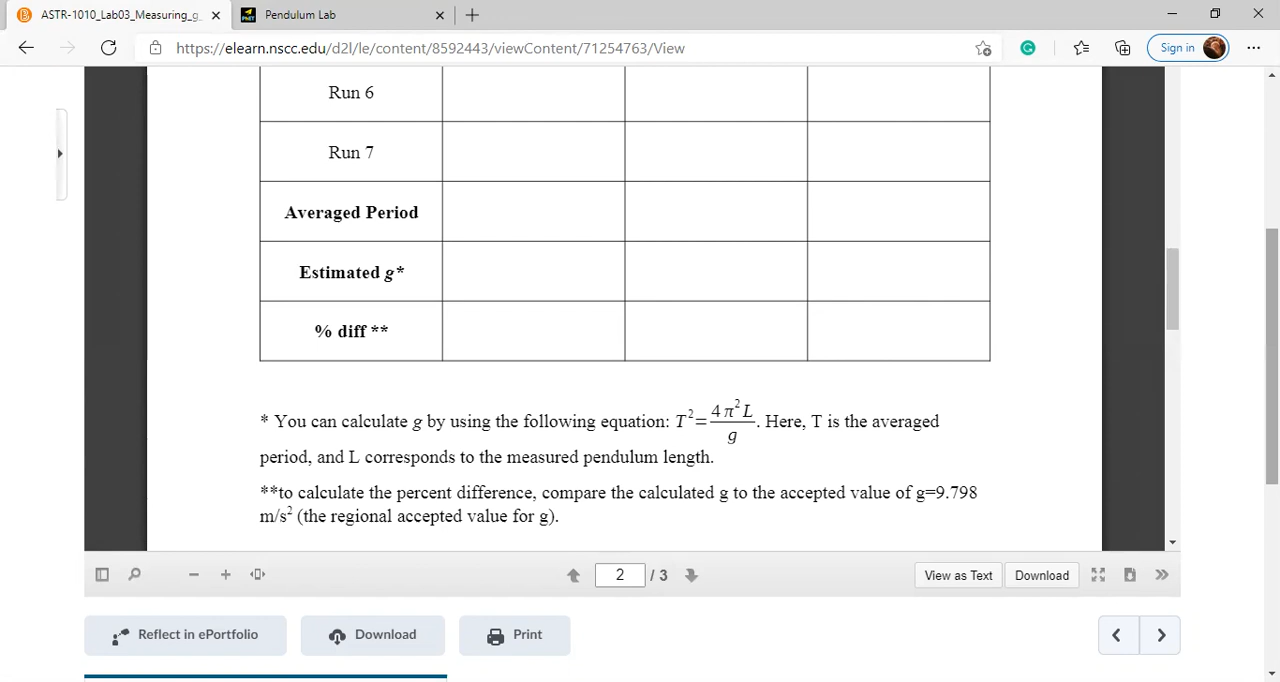 ASTR-1010_Lab03_Measuring_g_
Pendulum Lab
https://elearn.nscc.edu/d2l/le/content/8592443/viewContent/71254763/View
Sign in
Run 6
Run 7
Averaged Period
Estimated g*
% diff **
* You can calculate g by using the following equation: T²=4π²L/g. Here, T is the averaged
period, and L corresponds to the measured pendulum length.
**to calculate the percent difference, compare the calculated g to the accepted value of g=9.798
m/s² (the regional accepted value for g).
2 / 3
View as Text
Download
Reflect in ePortfolio
Download
Print